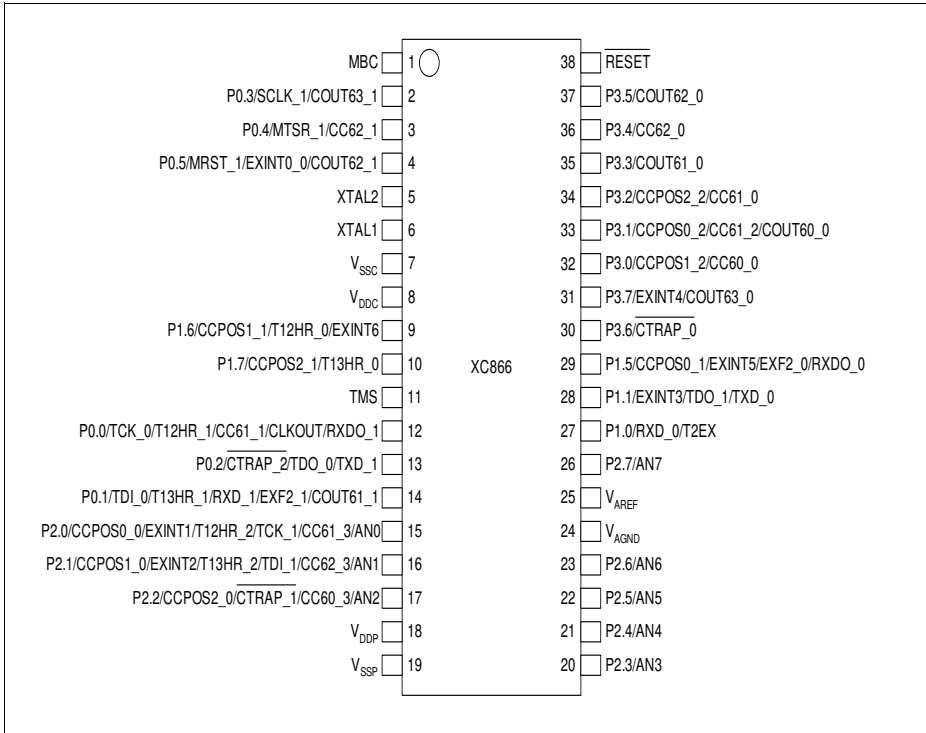 MBC 1 38 RESET
P0.3/SCLK_1/COUT63_1 2 37 P3.5/COUT62_0
P0.4/MTSR_1/CC62_1 3 36 P3.4/CC62_0
P0.5/MRST_1/EXINT0_0/COUT62_1 4 35 P3.3/COUT61_0
XTAL2 5 34 P3.2/CCPOS2_2/CC61_0
XTAL1 6 33 P3.1/CCPOS0_2/CC61_2/COUT60_0
VSSC 7 32 P3.0/CCPOS1_2/CC60_0
VDDC 8 31 P3.7/EXINT4/COUT63_0
P1.6/CCPOS1_1/T12HR_0/EXINT6 9 30 P3.6/CTRAP_0
P1.7/CCPOS2_1/T13HR_0 10 XC866 29 P1.5/CCPOS0_1/EXINT5/EXF2_0/RXDO_0
TMS 11 28 P1.1/EXINT3/TDO_1/TXD_0
P0.0/TCK_0/T12HR_1/CC61_1/CLKOUT/RXDO_1 12 27 P1.0/RXD_0/T2EX
P0.2/CTRAP_2/TDO_0/TXD_1 13 26 P2.7/AN7
P0.1/TDI_0/T13HR_1/RXD_1/EXF2_1/COUT61_1 14 25 VAREF
P2.0/CCPOS0_0/EXINT1/T12HR_2/TCK_1/CC61_3/AN0 15 24 VAGND
P2.1/CCPOS1_0/EXINT2/T13HR_2/TDI_1/CC62_3/AN1 16 23 P2.6/AN6
P2.2/CCPOS2_0/CTRAP_1/CC60_3/AN2 17 22 P2.5/AN5
VDDP 18 21 P2.4/AN4
VSSP 19 20 P2.3/AN3